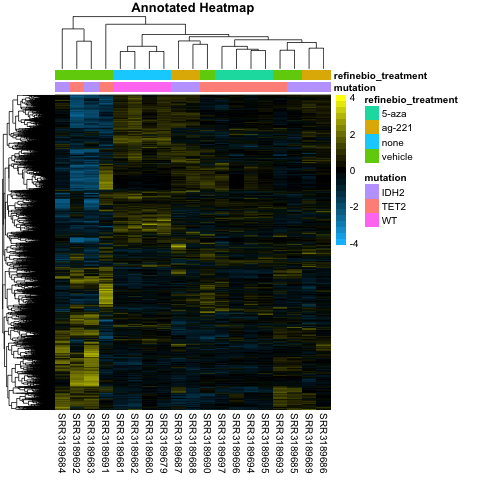 Annotated Heatmap
refinebio_treatment
mutation
4
2
0
-2
-4
refinebio_treatment
5-aza
ag-221
none
vehicle
mutation
IDH2
TET2
WT
SRR3189684
SRR3189692
SRR3189683
SRR3189691
SRR3189681
SRR3189682
SRR3189680
SRR3189679
SRR3189687
SRR3189688
SRR3189690
SRR3189697
SRR3189696
SRR3189694
SRR3189695
SRR3189693
SRR3189685
SRR3189689
SRR3189686